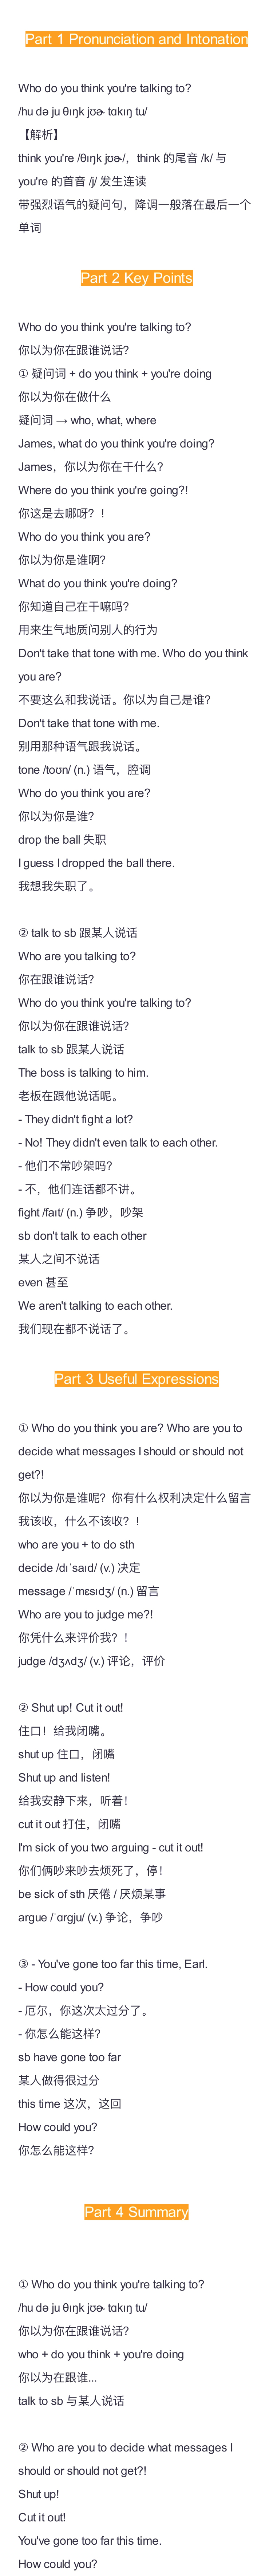 Part 1 Pronunciation and Intonation
Who do you think you're talking to?
/hu də ju θɪŋk jʊɚ tɑkɪŋ tu/
【解析】
think you're /θɪŋk jʊɚ/，think 的尾音 /k/ 与
you're 的首音 /j/ 发生连读
带强烈语气的疑问句，降调一般落在最后一个
单词
Part 2 Key Points
Who do you think you're talking to?
你以为你在跟谁说话?
① 疑问词 + do you think + you're doing
你以为你在做什么
疑问词 → who, what, where
James, what do you think you're doing?
James，你以为你在干什么?
Where do you think you're going?!
你这是去哪呀？！
Who do you think you are?
你以为你是谁啊?
What do you think you're doing?
你知道自己在干嘛吗?
用来生气地质问别人的行为
Don't take that tone with me. Who do you think
you are?
不要这么和我说话。你以为自己是谁?
Don't take that tone with me.
别用那种语气跟我说话。
tone /toʊn/ (n.) 语气，腔调
Who do you think you are?
你以为你是谁?
drop the ball 失职
I guess I dropped the ball there.
我想我失职了。
② talk to sb 跟某人说话
Who are you talking to?
你在跟谁说话?
Who do you think you're talking to?
你以为你在跟谁说话?
talk to sb 跟某人说话
The boss is talking to him.
老板在跟他说话呢。
- They didn't fight a lot?
- No! They didn't even talk to each other.
- 他们不常吵架吗?
- 不，他们连话都不讲。
fight /faɪt/ (n.) 争吵，吵架
sb don't talk to each other
某人之间不说话
even 甚至
We aren't talking to each other.
我们现在都不说话了。
Part 3 Useful Expressions
① Who do you think you are? Who are you to
decide what messages I should or should not
get?!
你以为你是谁呢? 你有什么权利决定什么留言
我该收，什么不该收？！
who are you + to do sth
decide /dɪˈsaɪd/ (v.) 决定
message /ˈmɛsɪdʒ/ (n.) 留言
Who are you to judge me?!
你凭什么来评价我？！
judge /dʒʌdʒ/ (v.) 评论，评价
② Shut up! Cut it out!
住口！给我闭嘴。
shut up 住口，闭嘴
Shut up and listen!
给我安静下来，听着！
cut it out 打住，闭嘴
I'm sick of you two arguing - cut it out!
你们俩吵来吵去烦死了，停！
be sick of sth 厌倦 / 厌烦某事
argue /ˈɑrgju/ (v.) 争论，争吵
③ - You've gone too far this time, Earl.
- How could you?
- 厄尔，你这次太过分了。
- 你怎么能这样?
sb have gone too far
某人做得很过分
this time 这次，这回
How could you?
你怎么能这样?
Part 4 Summary
① Who do you think you're talking to?
/hu də ju θɪŋk jʊɚ tɑkɪŋ tu/
你以为你在跟谁说话?
who + do you think + you're doing
你以为在跟谁...
talk to sb 与某人说话
② Who are you to decide what messages I
should or should not get?!
Shut up!
Cut it out!
You've gone too far this time.
How could you?